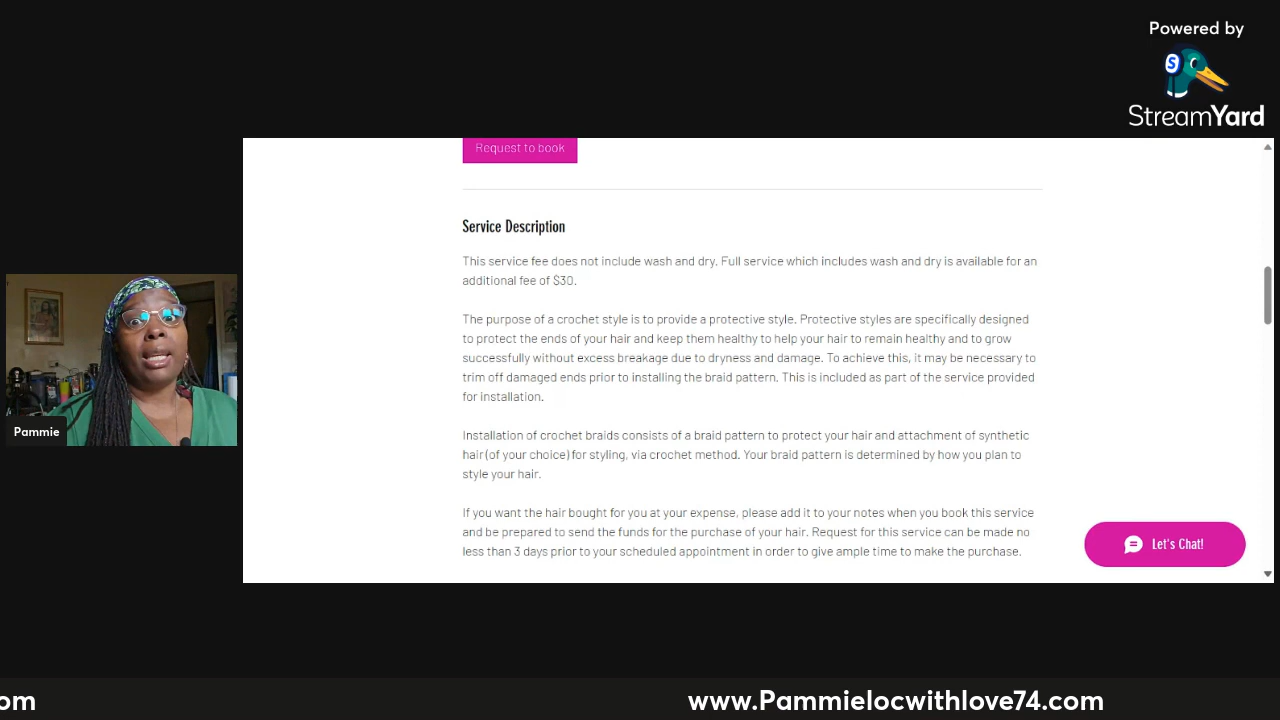 Powered by
S
StreamYard
Request to book
Service Description
This service fee does not include wash and dry. Full service which includes wash and dry is available for an
additional fee of $30.
The purpose of a crochet style is to provide a protective style. Protective styles are specifically designed
to protect the ends of your hair and keep them healthy to help your hair to remain healthy and to grow
successfully without excess breakage due to dryness and damage. To achieve this, it may be necessary to
trim off damaged ends prior to installing the braid pattern. This is included as part of the service provided
for installation.
Installation of crochet braids consists of a braid pattern to protect your hair and attachment of synthetic
hair (of your choice) for styling, via crochet method. Your braid pattern is determined by how you plan to
style your hair.
If you want the hair bought for you at your expense, please add it to your notes when you book this service
and be prepared to send the funds for the purchase of your hair. Request for this service can be made no
less than 3 days prior to your scheduled appointment in order to give ample time to make the purchase.
Let's Chat!
Pammie
om
www.Pammielocwithlove74.com